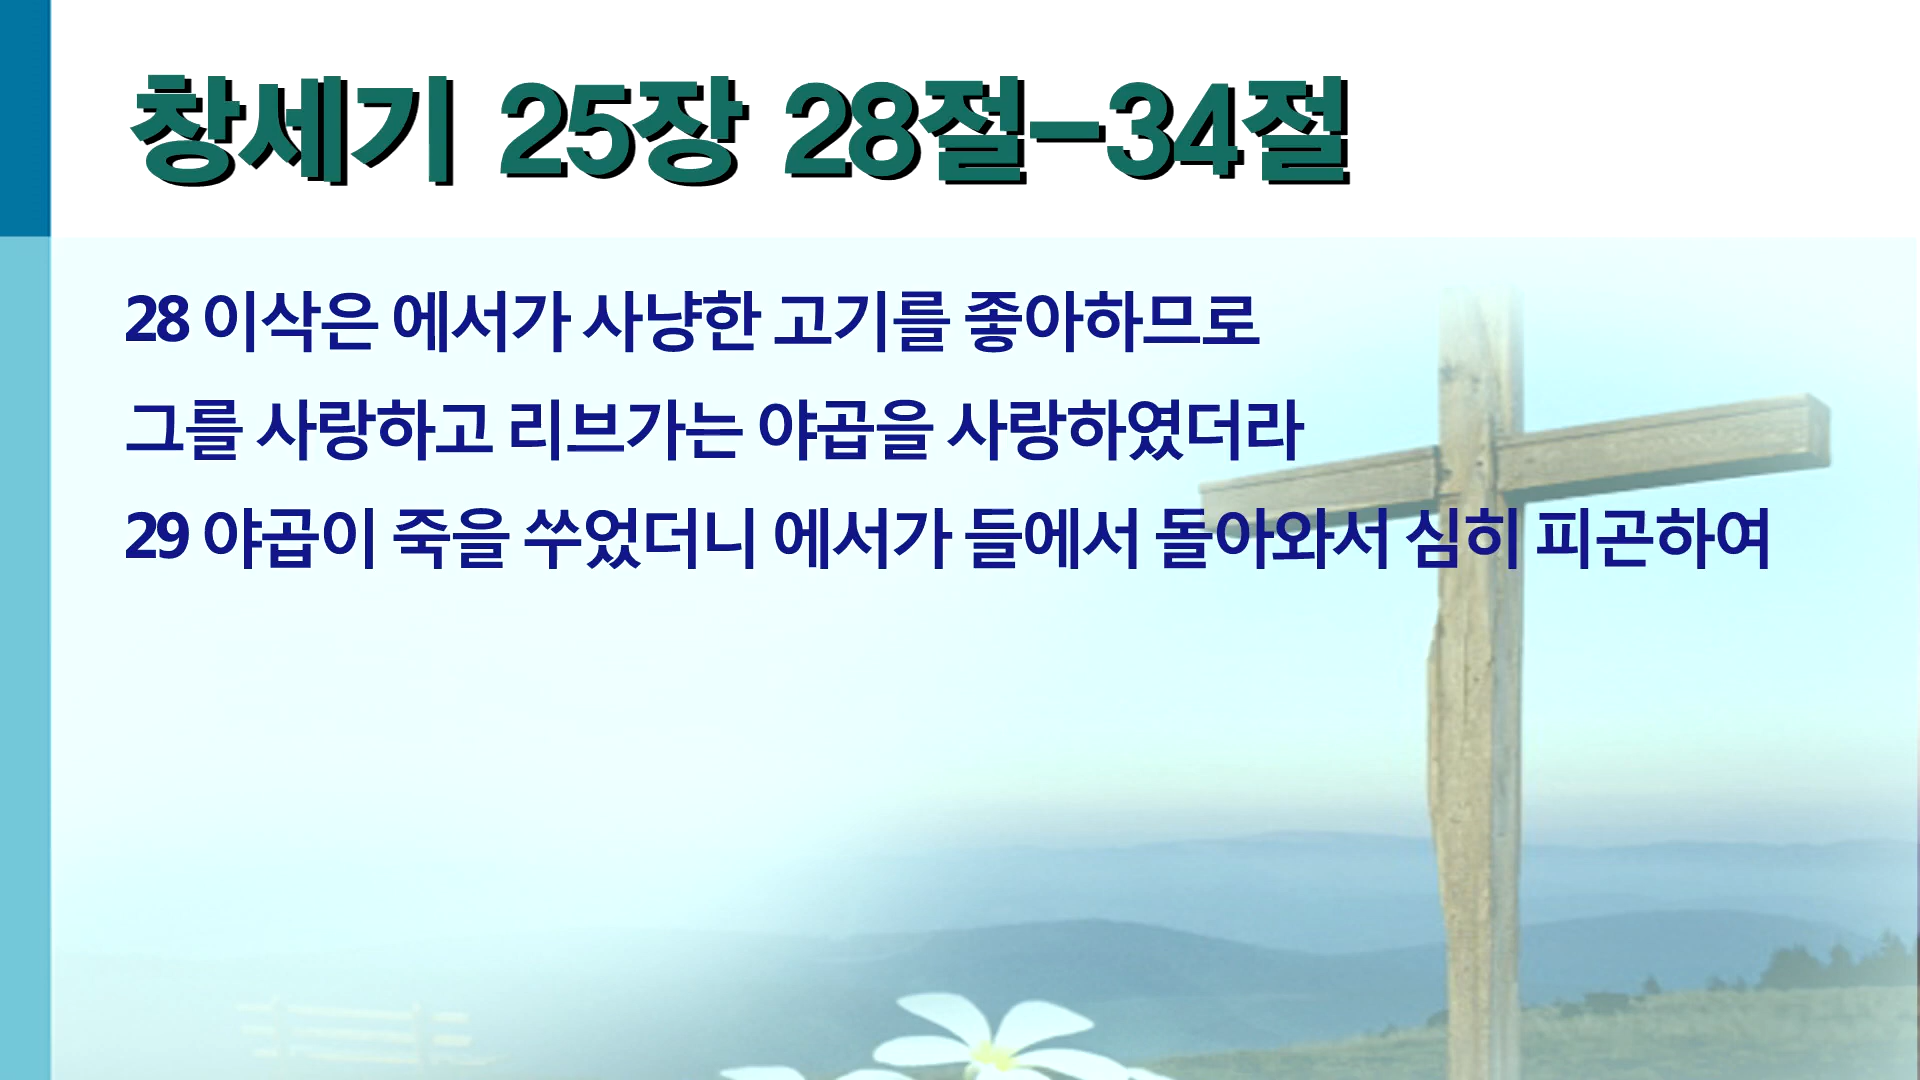 창세기 25장 28절-34절
28 이삭은 에서가 사냥한 고기를 좋아하므로
그를 사랑하고 리브가는 야곱을 사랑하였더라
29 야곱이 죽을 쑤었더니 에서가 들에서 돌아와서 심히 피곤하여